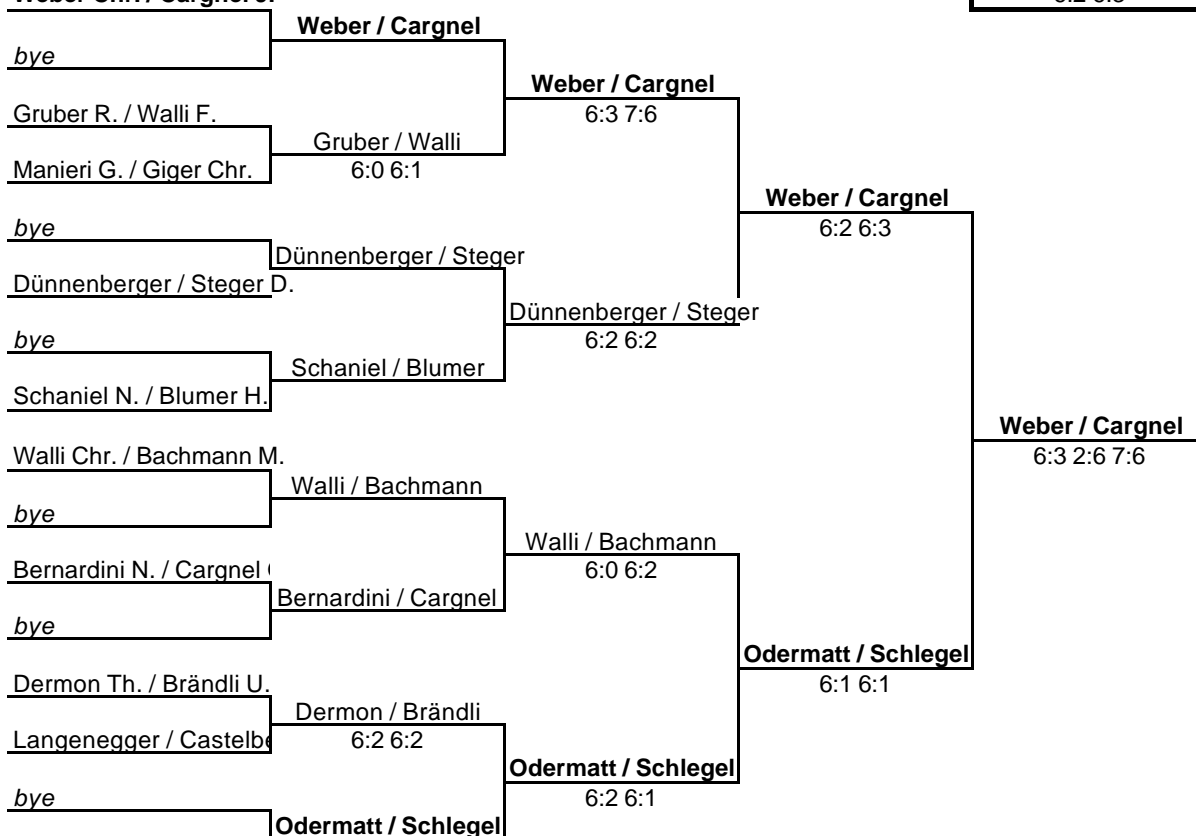 Weber / Cargnel
bye
Weber / Cargnel
Gruber R. / Walli F.
6:3 7:6
Gruber / Walli
Manieri G. / Giger Chr.
6:0 6:1
Weber / Cargnel
bye
6:2 6:3
Dünnenberger / Steger
Dünnenberger / Steger D.
Dünnenberger / Steger
bye
6:2 6:2
Schaniel / Blumer
Schaniel N. / Blumer H.
Weber / Cargnel
Walli Chr. / Bachmann M.
6:3 2:6 7:6
Walli / Bachmann
bye
Walli / Bachmann
Bernardini N. / Cargnel
6:0 6:2
Bernardini / Cargnel
bye
Odermatt / Schlegel
Dermon Th. / Brändli U.
6:1 6:1
Dermon / Brändli
Langenegger /
6:2 6:2
Odermatt / Schlegel
bye
6:2 6:1
Odermatt / Schlegel